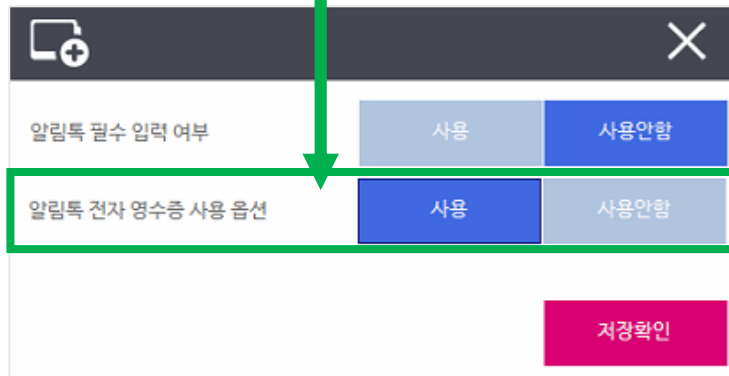 알림톡 필수 입력 여부 사용 사용안함
알림톡 전자 영수증 사용 옵션 사용 사용안함
저장확인